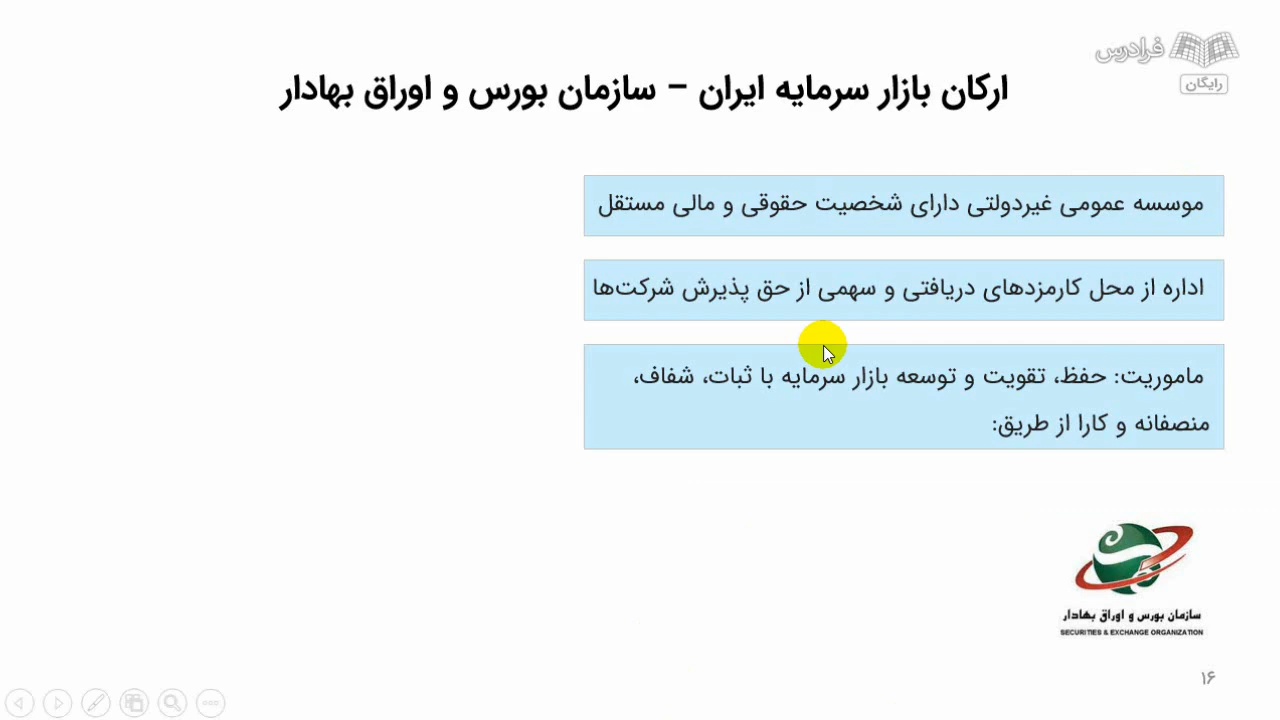 فرادرس
رایگان
ارکان بازار سرمایه ایران – سازمان بورس و اوراق بهادار
موسسه عمومی غیردولتی دارای شخصیت حقوقی و مالی مستقل
اداره از محل کارمزدهای دریافتی و سهمی از حق پذیرش شرکت‌ها
ماموریت: حفظ، تقویت و توسعه بازار سرمایه با ثبات، شفاف،
منصفانه و کارا از طریق:
سازمان بورس و اوراق بهادار
SECURITIES & EXCHANGE ORGANIZATION
۱۶